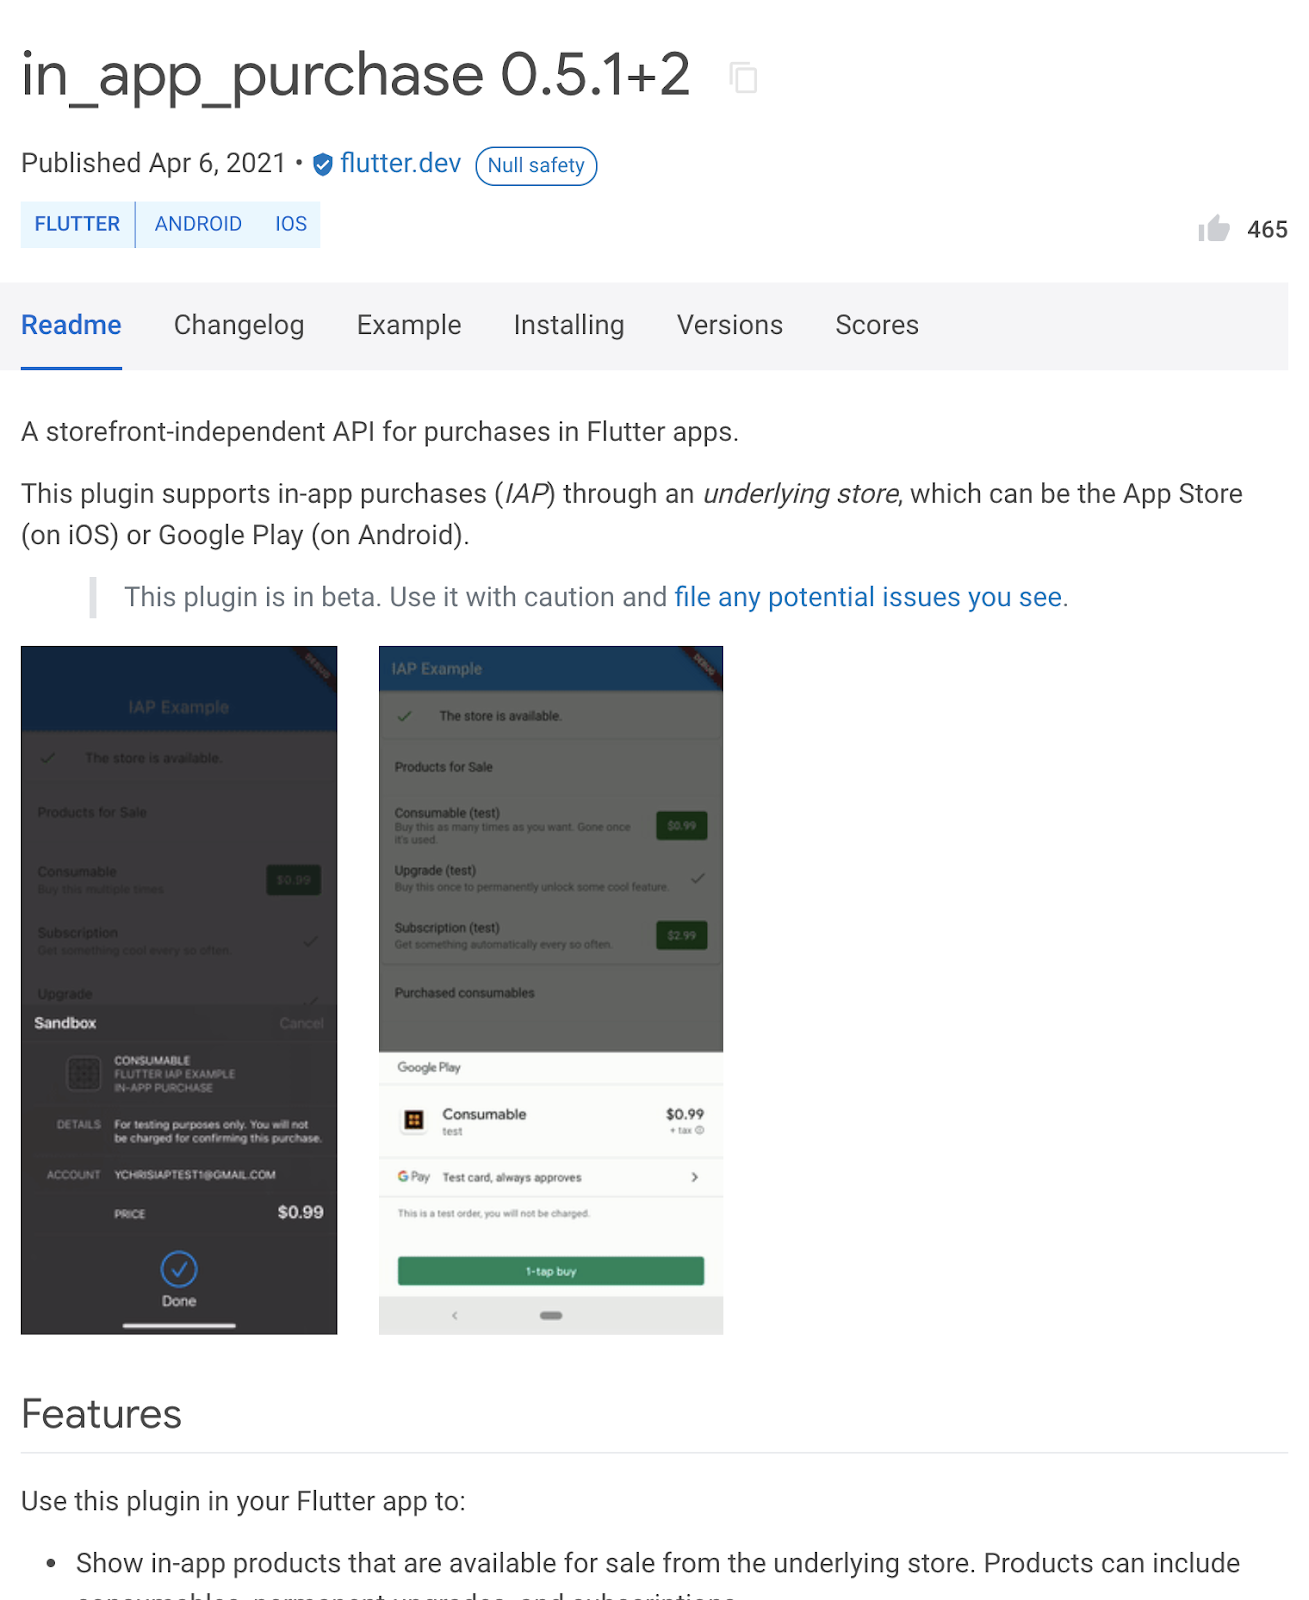 in_app_purchase 0.5.1+2
Published Apr 6, 2021 • flutter.dev Null safety
FLUTTER ANDROID IOS
465
Readme Changelog Example Installing Versions Scores
A storefront-independent API for purchases in Flutter apps.
This plugin supports in-app purchases (IAP) through an underlying store, which can be the App Store
(on iOS) or Google Play (on Android).
This plugin is in beta. Use it with caution and file any potential issues you see.
DEBUG
IAP Example
The store is available.
Products for Sale
Consumable
Buy this multiple times
$0.99
Subscription
Get something cool every so often.
Upgrade
Sandbox
Cancel
CONSUMABLE
FLUTTER IAP EXAMPLE
IN-APP PURCHASE
DETAILS
For testing purposes only. You will not
be charged for confirming this purchase.
ACCOUNT YCHRISIAPTEST1@GMAIL.COM
PRICE $0.99
Done
IAP Example
DEBUG
The store is available.
Products for Sale
Consumable (test)
Buy this as many times as you want. Gone once
it's used.
$0.99
Upgrade (test)
Buy this once to permanently unlock some cool feature.
Subscription (test)
Get something automatically every so often.
$2.99
Purchased consumables
Google Play
Consumable $0.99
test + tax
G Pay Test card, always approves
This is a test order, you will not be charged.
1-tap buy
Features
Use this plugin in your Flutter app to:
• Show in-app products that are available for sale from the underlying store. Products can include
consumables, permanent upgrades, and subscriptions.